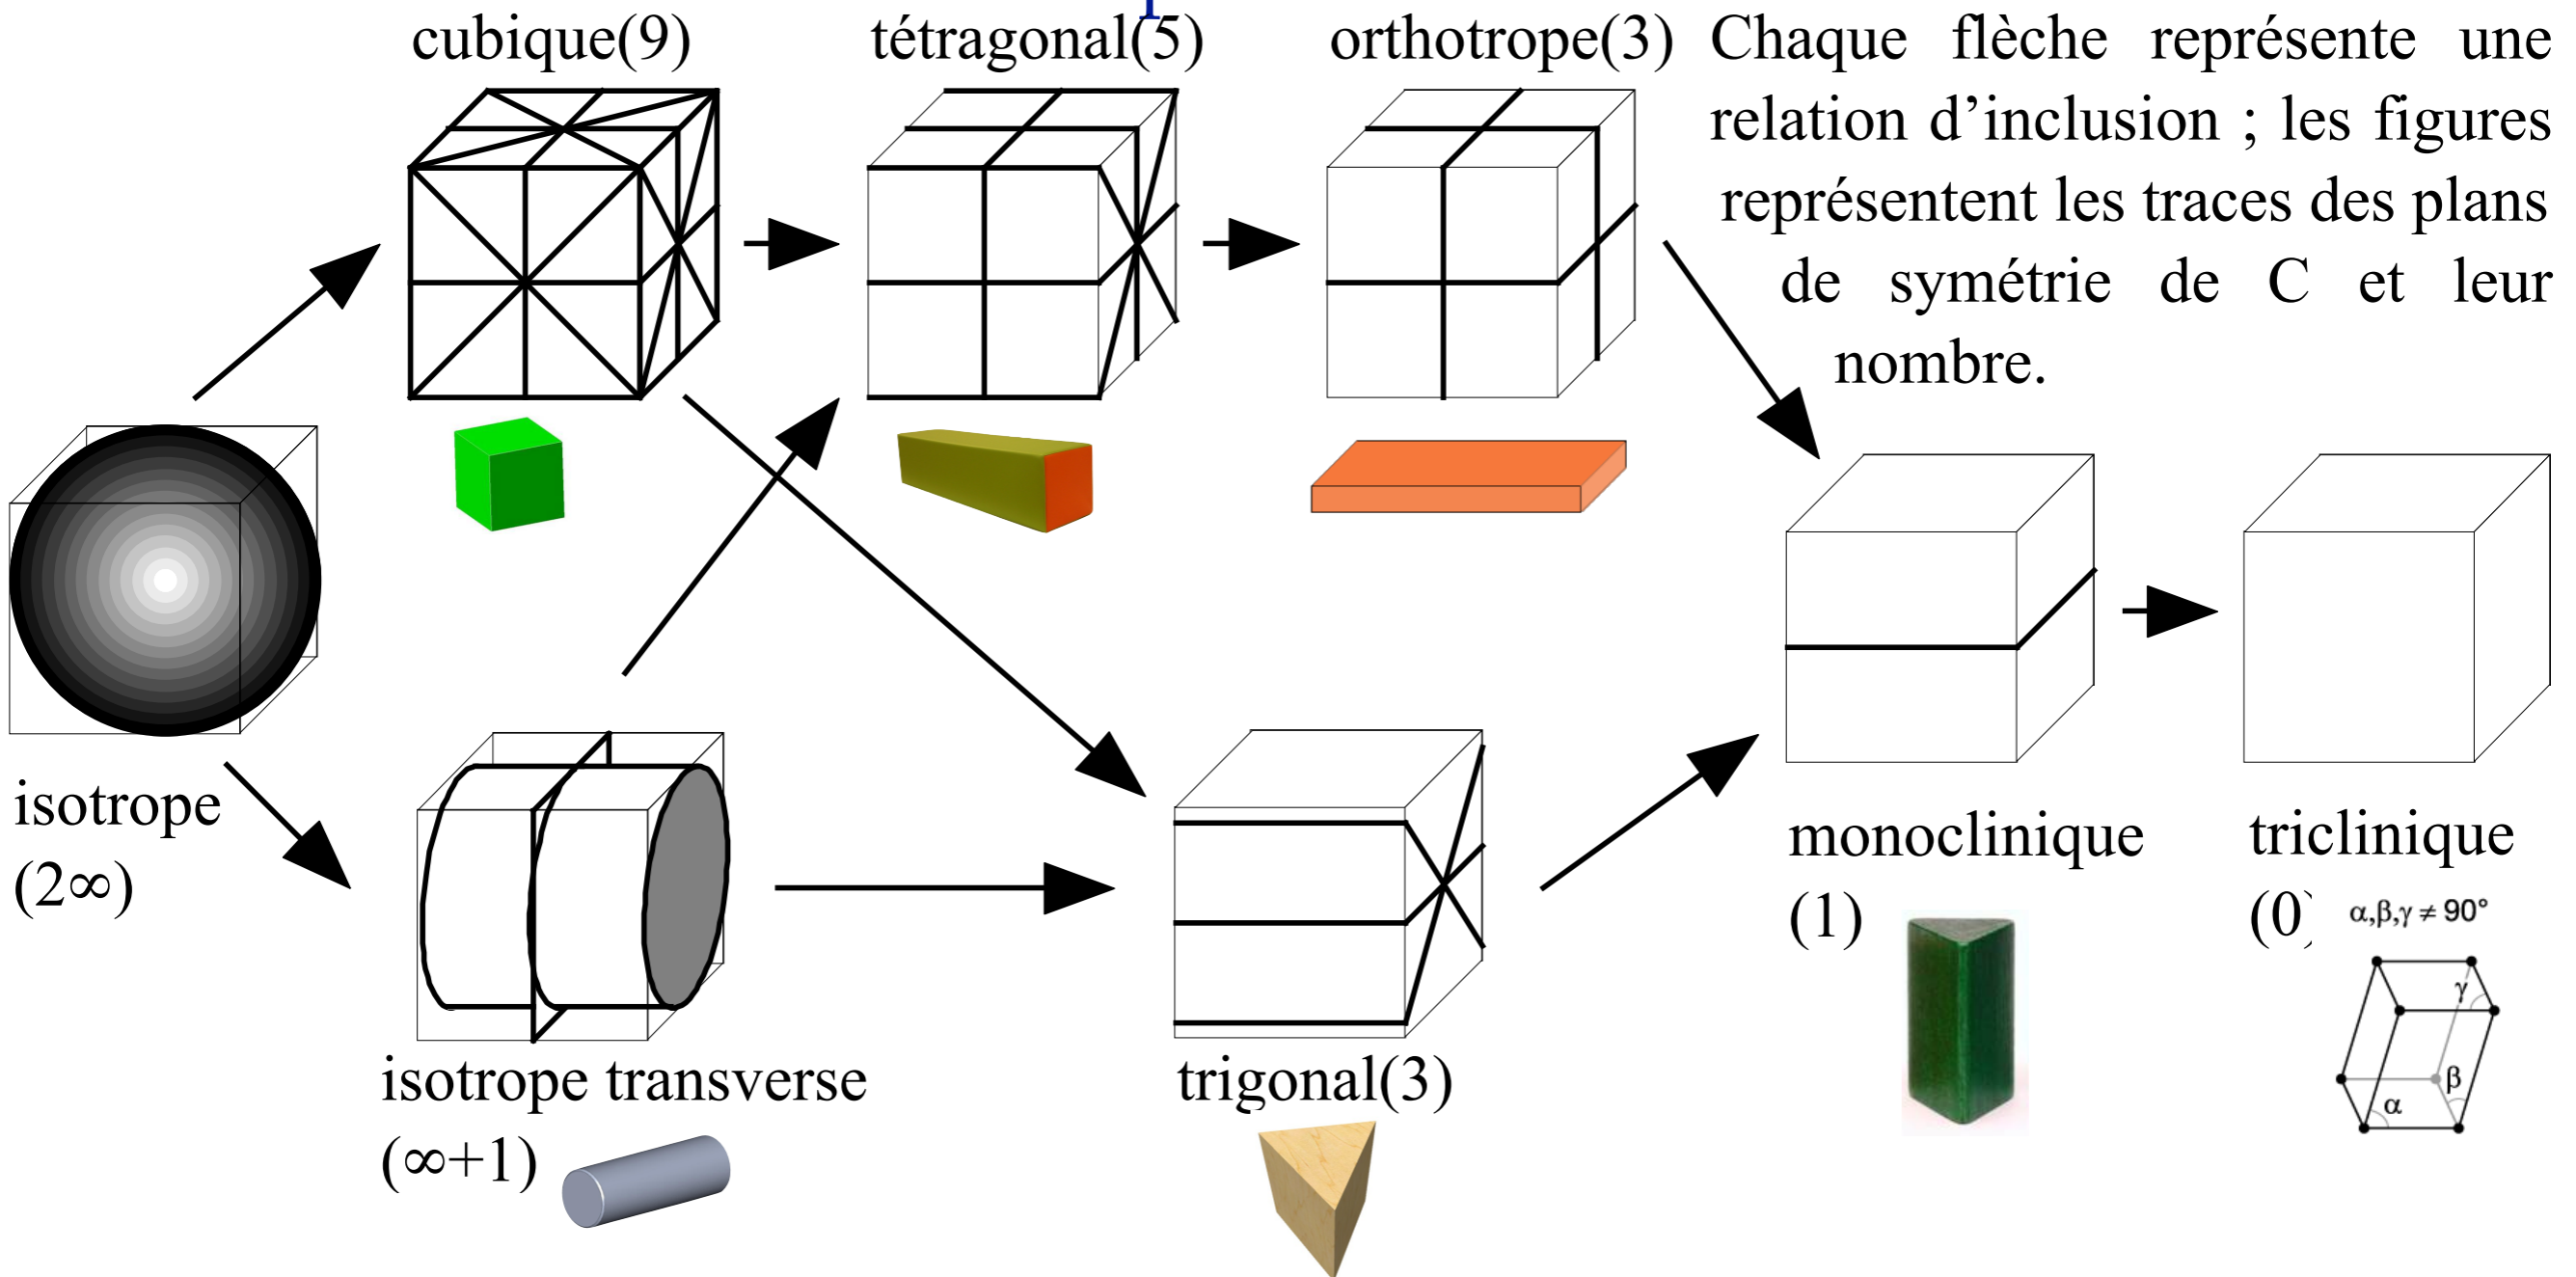 cubique(9)
tétragonal(5)
orthotrope(3)
Chaque flèche représente une
relation d’inclusion ; les figures
représentent les traces des plans
de symétrie de C et leur
nombre.
isotrope
(2∞)
isotrope transverse
(∞+1)
trigonal(3)
monoclinique
(1)
triclinique
(0)
α,β,γ ≠ 90°
γ
β
α